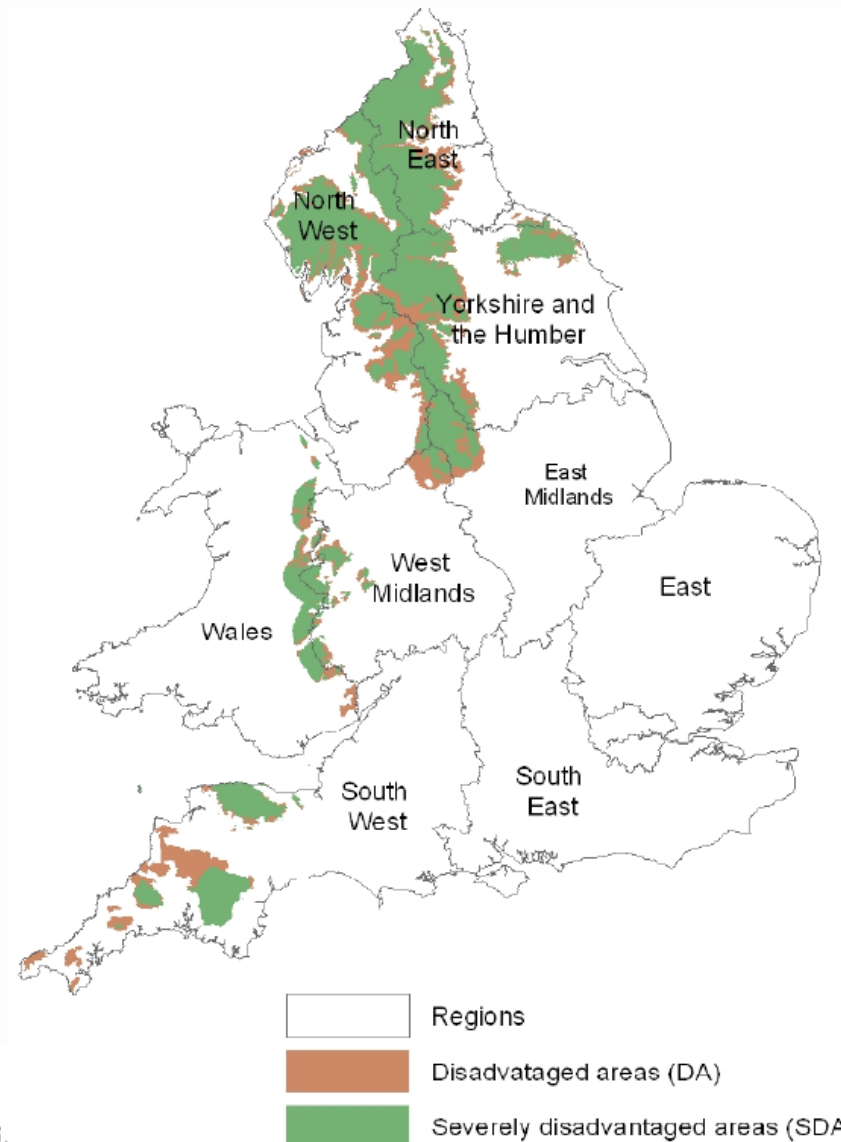 North
East
North
West
Yorkshire and
the Humber
East
Midlands
West
Midlands
East
Wales
South
West
South
East
Regions
Disadvataged areas (DA)
Severely disadvantaged areas (SDA